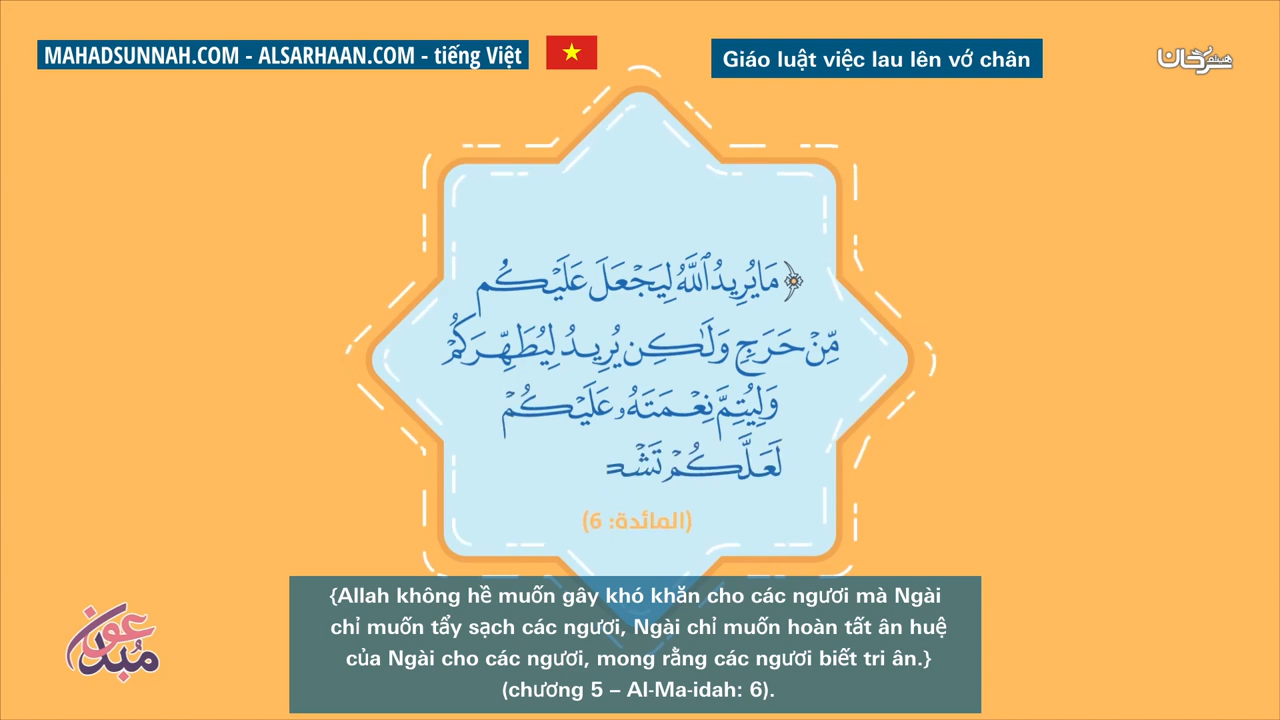 MAHADSUNNAH.COM - ALSARHAAN.COM - tiếng Việt
Giáo luật việc lau lên vớ chân
هيثم سرحان
مَا يُرِيدُ ٱللَّهُ لِيَجْعَلَ عَلَيْكُم
مِّنْ حَرَجٍ وَلَٰكِن يُرِيدُ لِيُطَهِّرَكُمْ
وَلِيُتِمَّ نِعْمَتَهُۥ عَلَيْكُمْ
لَعَلَّكُمْ
(المائدة: 6)
مبدعون
{Allah không hề muốn gây khó khăn cho các ngươi mà Ngài
chỉ muốn tẩy sạch các ngươi, Ngài chỉ muốn hoàn tất ân huệ
của Ngài cho các ngươi, mong rằng các ngươi biết tri ân.}
(chương 5 – Al-Ma-idah: 6).